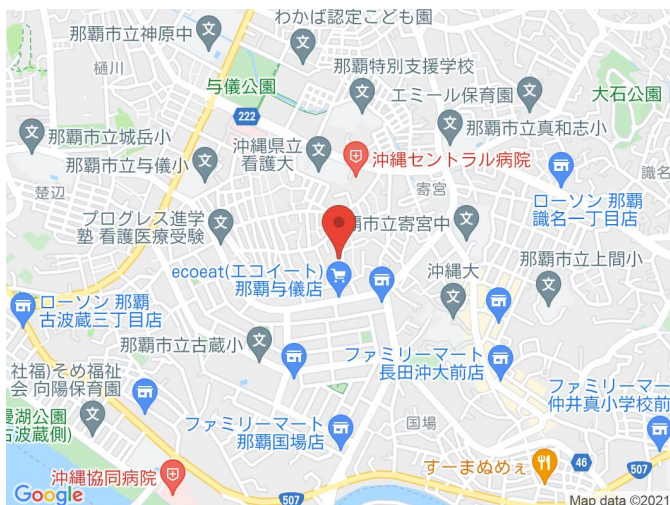 わかば認定こども園
那覇市立神原中
樋川
那覇特別支援学校
与儀公園
エミール保育園
大石公園
222
那覇市立真和志小
那覇市立城岳小
沖縄県立
看護大
沖縄セントラル病院
那覇市立与儀小
識名
楚辺
寄宮
ローソン 那覇
識名一丁目店
プログレス進学
塾 看護医療受験
覇市立寄宮中
ecoeat(エコイート)
那覇与儀店
沖縄大
那覇市立上間小
ローソン 那覇
古波蔵三丁目店
那覇市立古蔵小
ファミリーマート
長田沖大前店
社福)そめ福祉
会 向陽保育園
ファミリーマー
仲井真小学校前
漫湖公園
古波蔵側)
ファミリーマート
那覇国場店
国場
すーまぬめぇ
46
507
沖縄協同病院
507
Google
Map data ©2021